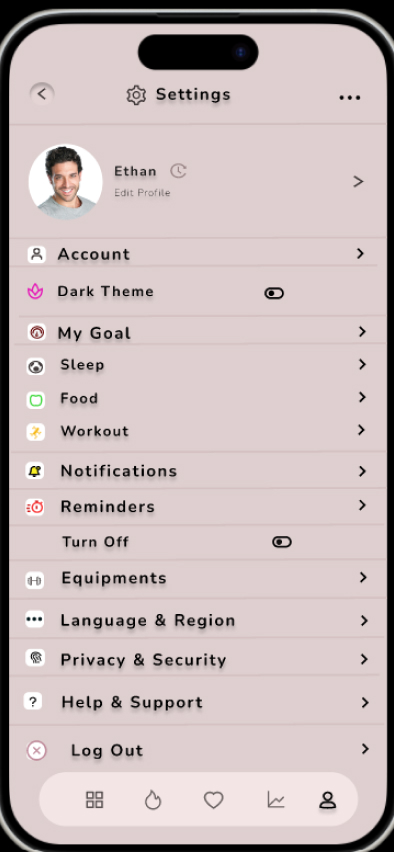 Settings
Ethan
Edit Profile
Account
Dark Theme
My Goal
Sleep
Food
Workout
Notifications
Reminders
Turn Off
Equipments
Language & Region
Privacy & Security
? Help & Support
Log Out